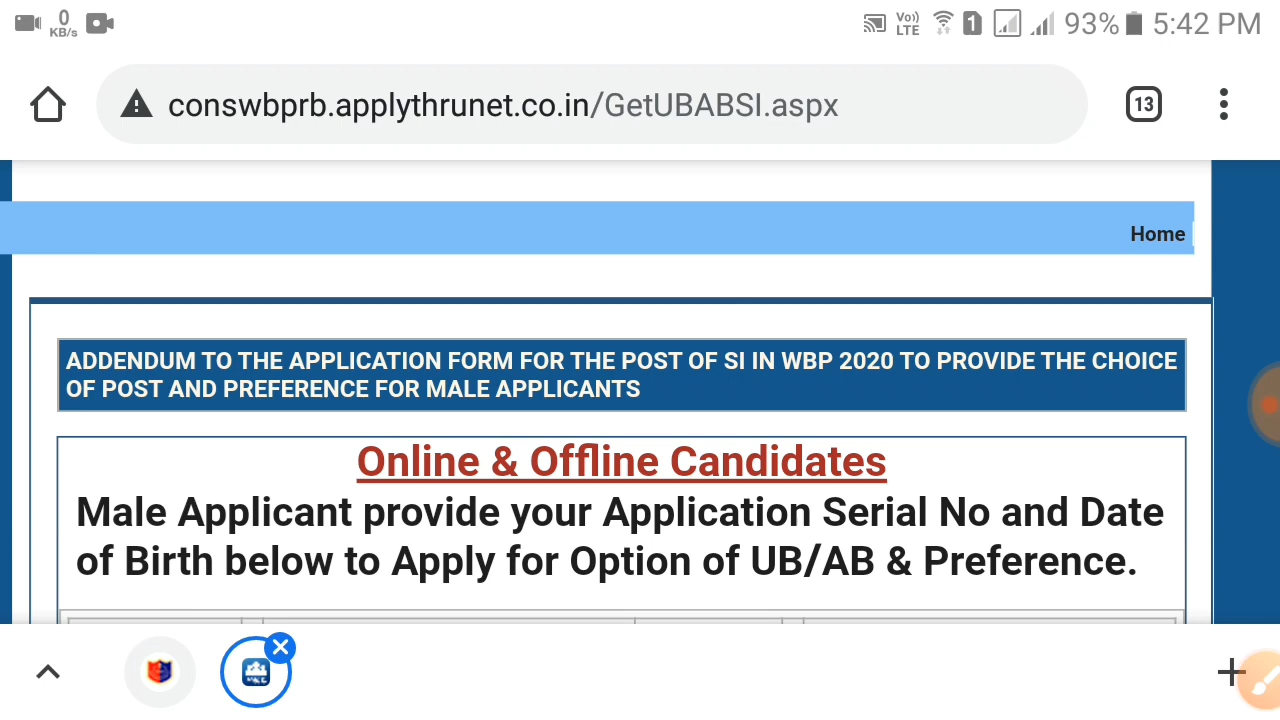 0
KB/s
Vo))
LTE
1
93%
5:42 PM
conswbprb.applythrunet.co.in/GetUBABSI.aspx
13
Home
ADDENDUM TO THE APPLICATION FORM FOR THE POST OF SI IN WBP 2020 TO PROVIDE THE CHOICE
OF POST AND PREFERENCE FOR MALE APPLICANTS
Online & Offline Candidates
Male Applicant provide your Application Serial No and Date
of Birth below to Apply for Option of UB/AB & Preference.